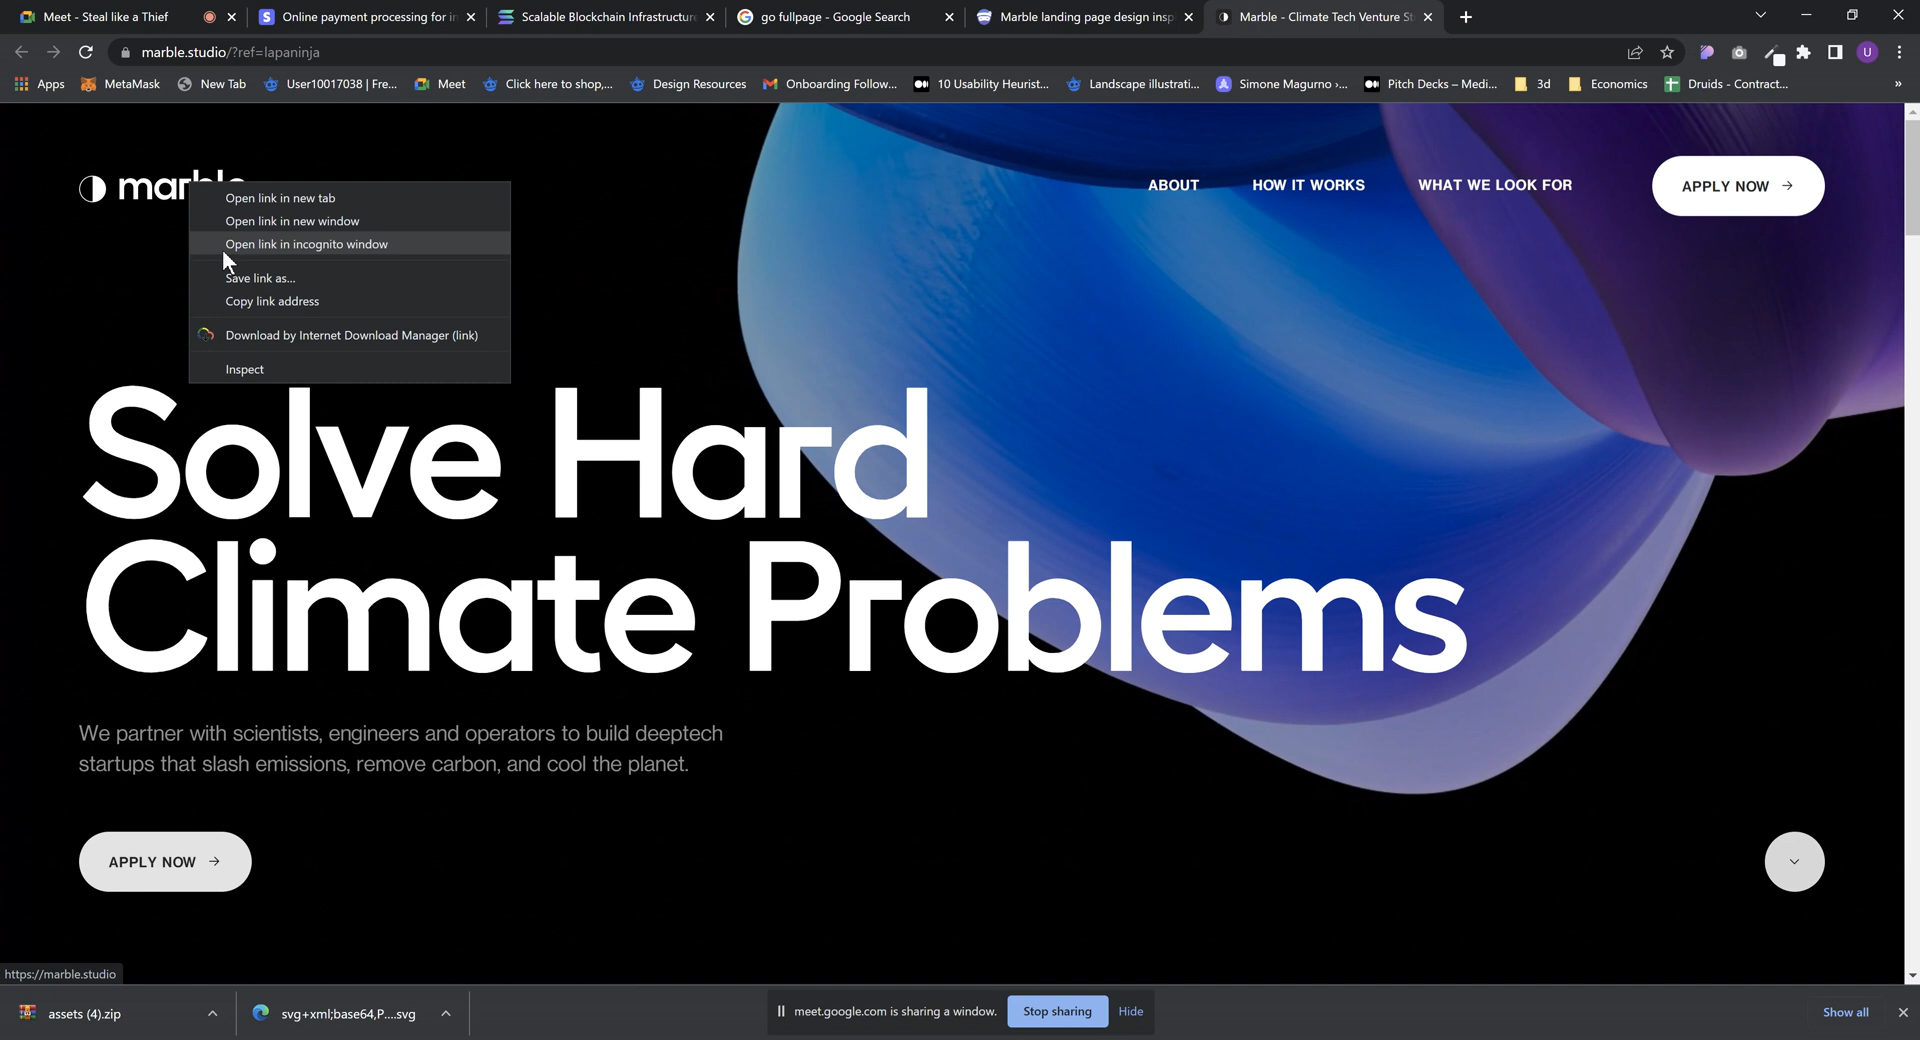 Meet - Steal like a Thief
Online payment processing for in
Scalable Blockchain Infrastructure
go fullpage - Google Search
Marble landing page design insp
Marble - Climate Tech Venture St
marble.studio/?ref=lapaninja
U
Apps
MetaMask
New Tab
User10017038 | Fre...
Meet
Click here to shop,...
Design Resources
Onboarding Follow...
10 Usability Heurist...
Landscape illustrati...
Simone Magurno ›...
Pitch Decks – Medi...
3d
Economics
Druids - Contract...
»
marble
ABOUT
HOW IT WORKS
WHAT WE LOOK FOR
APPLY NOW →
Open link in new tab
Open link in new window
Open link in incognito window
Save link as...
Copy link address
Download by Internet Download Manager (link)
Inspect
Solve Hard
Climate Problems
We partner with scientists, engineers and operators to build deeptech
startups that slash emissions, remove carbon, and cool the planet.
APPLY NOW →
https://marble.studio
assets (4).zip
svg+xml;base64,P....svg
meet.google.com is sharing a window.
Stop sharing
Hide
Show all